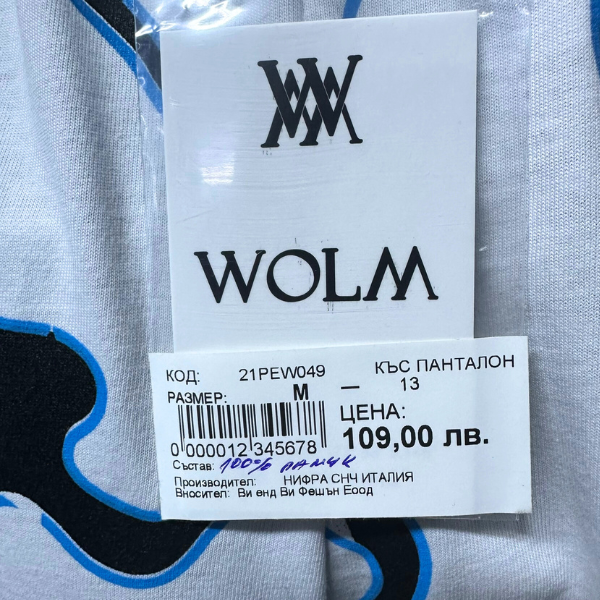 WM
WOLM
КОД: 21PEW049 КЪС ПАНТАЛОН
РАЗМЕР: M — 13
ЦЕНА:
0 000012 345678 109,00 лв.
Състав: 100% памук
Производител: НИФРА СНЧ ИТАЛИЯ
Вносител: Ви енд Ви Фешън Еоод